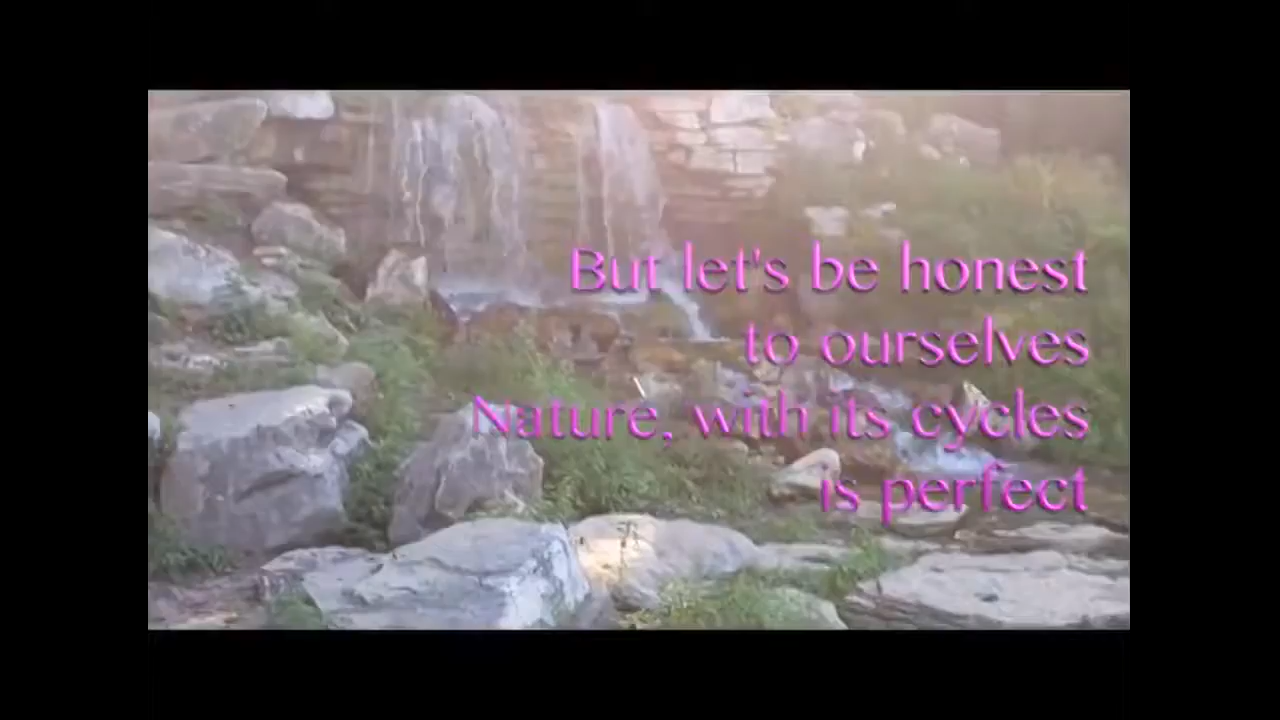 But let's be honest
to ourselves
Nature, with its cycles
is perfect